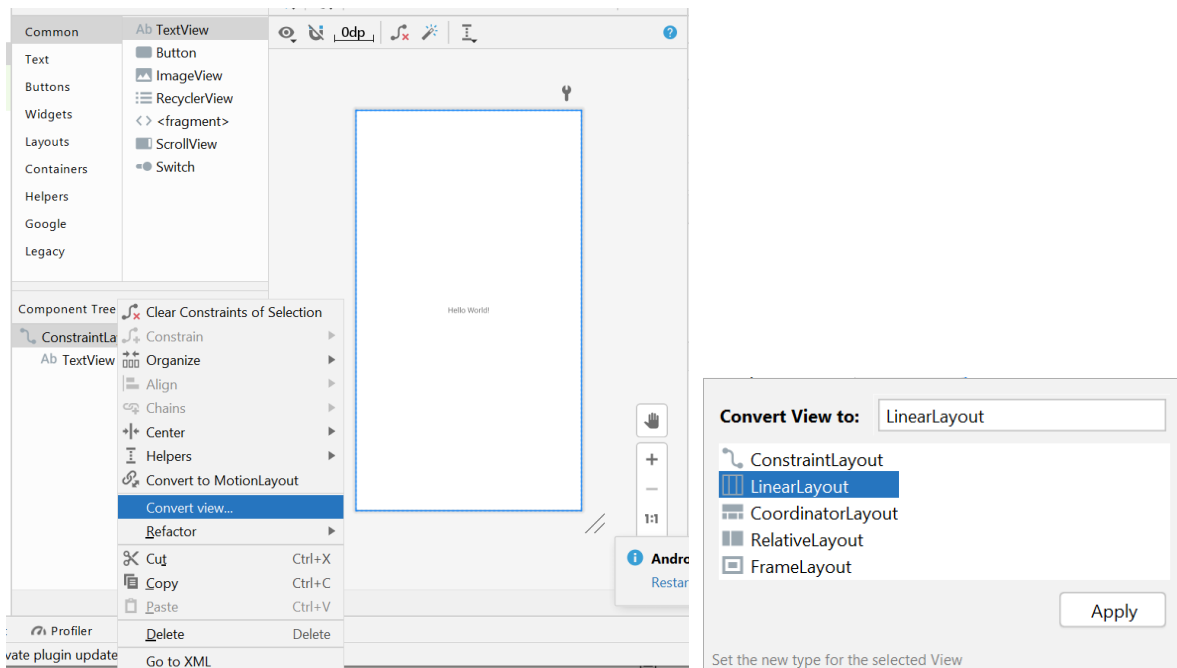 Common
Text
Buttons
Widgets
Layouts
Containers
Helpers
Google
Legacy
Ab TextView
Button
ImageView
RecyclerView
<fragment>
ScrollView
Switch
0dp
?
Hello World!
Component Tree
ConstraintLa
Ab TextView
Clear Constraints of Selection
Constrain
Organize
Align
Chains
Center
Helpers
Convert to MotionLayout
Convert view...
Refactor
Cut Ctrl+X
Copy Ctrl+C
Paste Ctrl+V
Delete Delete
Go to XML
1:1
Andro
Restar
Profiler
vate plugin update
Convert View to: LinearLayout
ConstraintLayout
LinearLayout
CoordinatorLayout
RelativeLayout
FrameLayout
Apply
Set the new type for the selected View